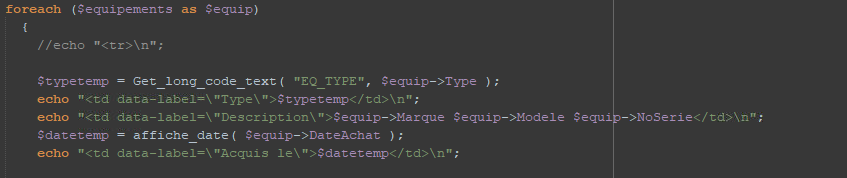 foreach ($equipements as $equip)
{
//echo "<tr>\n";
$typetemp = Get_long_code_text( "EQ_TYPE", $equip->Type );
echo "<td data-label=\"Type\">$typetemp</td>\n";
echo "<td data-label=\"Description\">$equip->Marque $equip->Modele $equip->NoSerie</td>\n";
$datetemp = affiche_date( $equip->DateAchat );
echo "<td data-label=\"Acquis le\">$datetemp</td>\n";